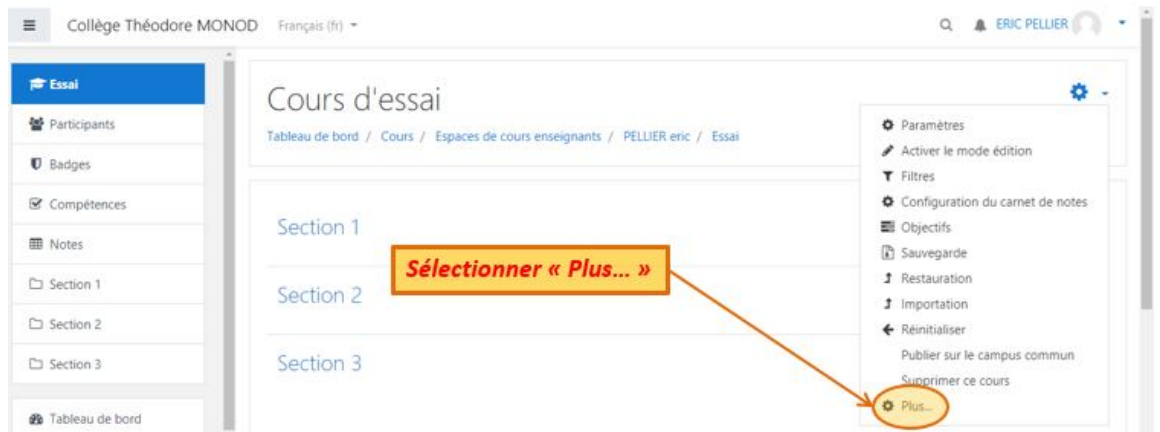 Collège Théodore MONOD Français (fr)
ERIC PELLIER
Essai
Participants
Badges
Compétences
Notes
Section 1
Section 2
Section 3
Tableau de bord
Cours d'essai
Tableau de bord / Cours / Espaces de cours enseignants / PELLIER eric / Essai
Section 1
Section 2
Section 3
Sélectionner « Plus... »
Paramètres
Activer le mode édition
Filtres
Configuration du carnet de notes
Objectifs
Sauvegarde
Restauration
Importation
Réinitialiser
Publier sur le campus commun
Supprimer ce cours
Plus...